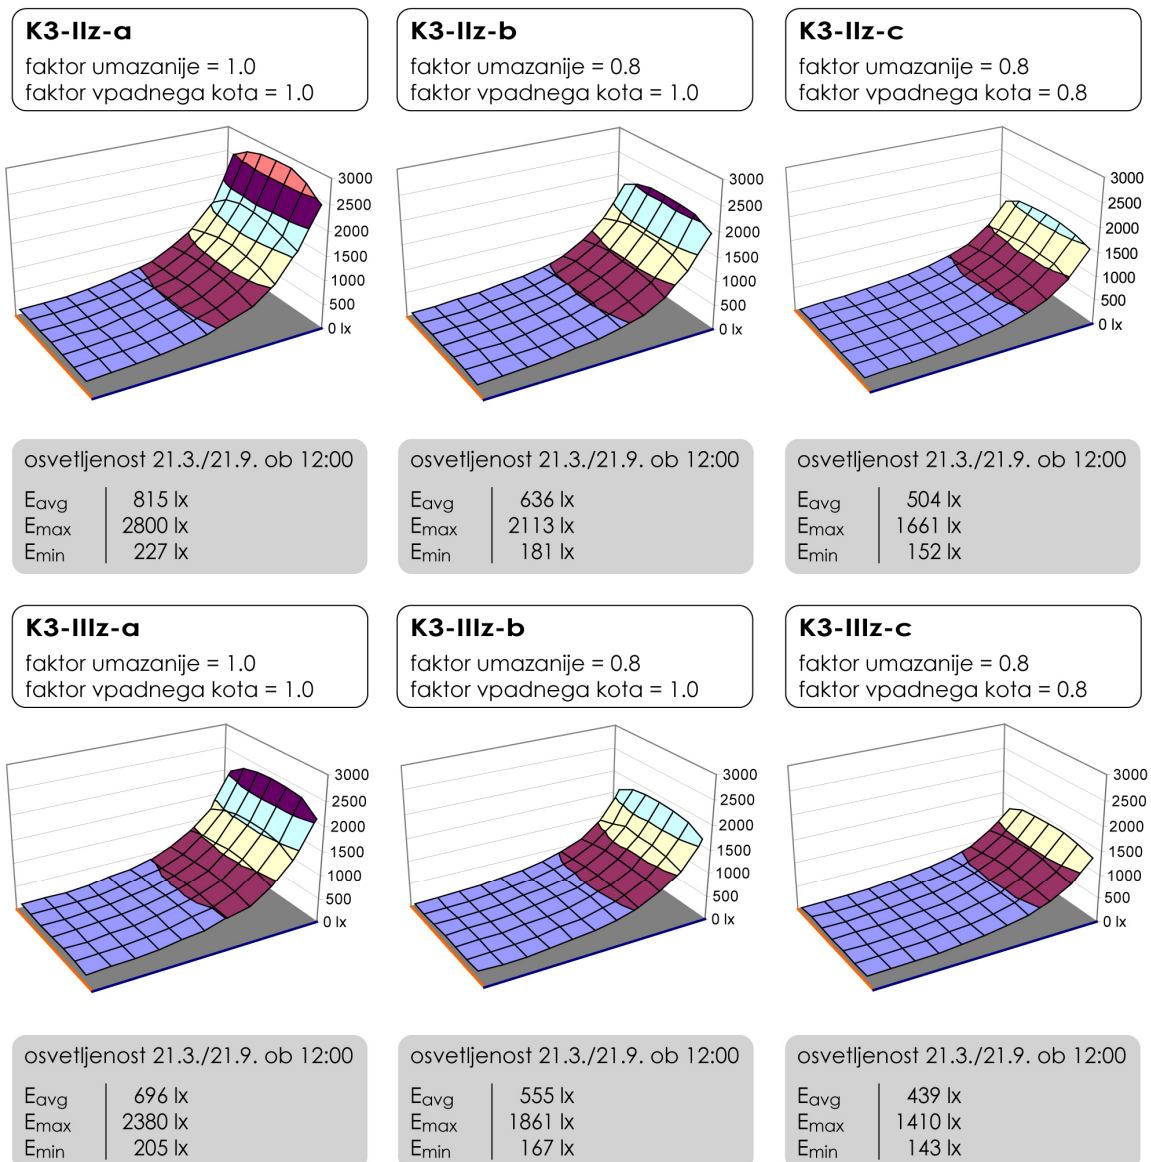 K3-IIz-a
faktor umazanije = 1.0
faktor vpadnega kota = 1.0
K3-IIz-b
faktor umazanije = 0.8
faktor vpadnega kota = 1.0
K3-IIz-c
faktor umazanije = 0.8
faktor vpadnega kota = 0.8
3000
2500
2000
1500
1000
500
0 lx
3000
2500
2000
1500
1000
500
0 lx
3000
2500
2000
1500
1000
500
0 lx
osvetljenost 21.3./21.9. ob 12:00
Eavg 815 lx
Emax 2800 lx
Emin 227 lx
osvetljenost 21.3./21.9. ob 12:00
Eavg 636 lx
Emax 2113 lx
Emin 181 lx
osvetljenost 21.3./21.9. ob 12:00
Eavg 504 lx
Emax 1661 lx
Emin 152 lx
K3-IIIz-a
faktor umazanije = 1.0
faktor vpadnega kota = 1.0
K3-IIIz-b
faktor umazanije = 0.8
faktor vpadnega kota = 1.0
K3-IIIz-c
faktor umazanije = 0.8
faktor vpadnega kota = 0.8
3000
2500
2000
1500
1000
500
0 lx
3000
2500
2000
1500
1000
500
0 lx
3000
2500
2000
1500
1000
500
0 lx
osvetljenost 21.3./21.9. ob 12:00
Eavg 696 lx
Emax 2380 lx
Emin 205 lx
osvetljenost 21.3./21.9. ob 12:00
Eavg 555 lx
Emax 1861 lx
Emin 167 lx
osvetljenost 21.3./21.9. ob 12:00
Eavg 439 lx
Emax 1410 lx
Emin 143 lx